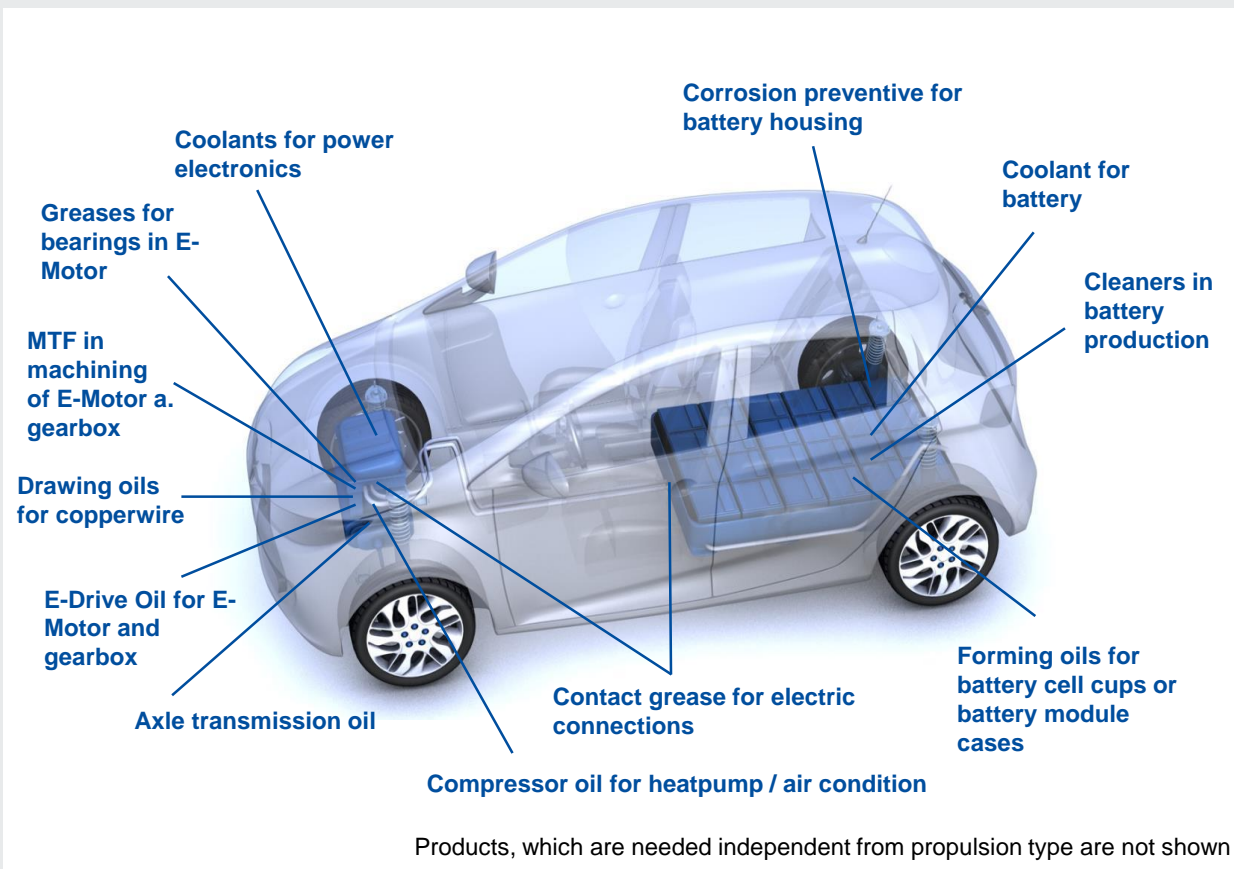 Corrosion preventive for
battery housing
Coolants for power
electronics
Coolant for
battery
Greases for
bearings in E-
Motor
Cleaners in
battery
production
MTF in
machining
of E-Motor a.
gearbox
Drawing oils
for copperwire
E-Drive Oil for E-
Motor and
gearbox
Forming oils for
battery cell cups or
battery module
cases
Contact grease for electric
connections
Axle transmission oil
Compressor oil for heatpump / air condition
Products, which are needed independent from propulsion type are not shown